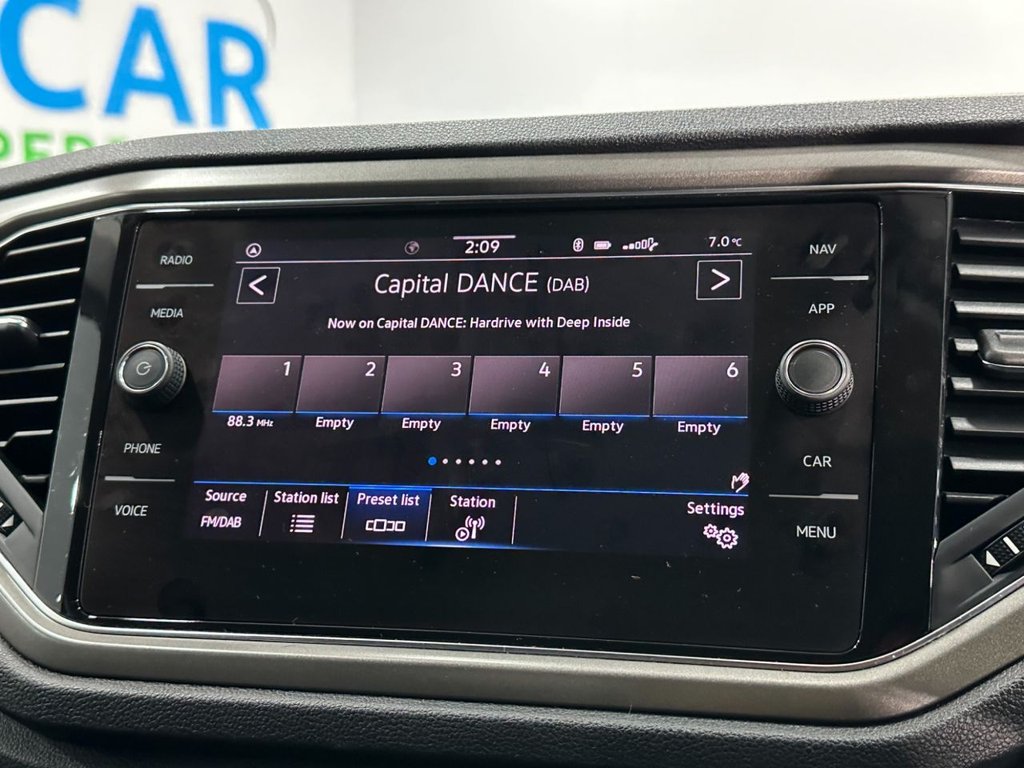 CAR
RADIO
MEDIA
PHONE
VOICE
2:09
7.0 °C
Capital DANCE (DAB)
Now on Capital DANCE: Hardrive with Deep Inside
1 2 3 4 5 6
88.3 MHz Empty Empty Empty Empty Empty
Source Station list Preset list Station Settings
FM/DAB
NAV
APP
CAR
MENU